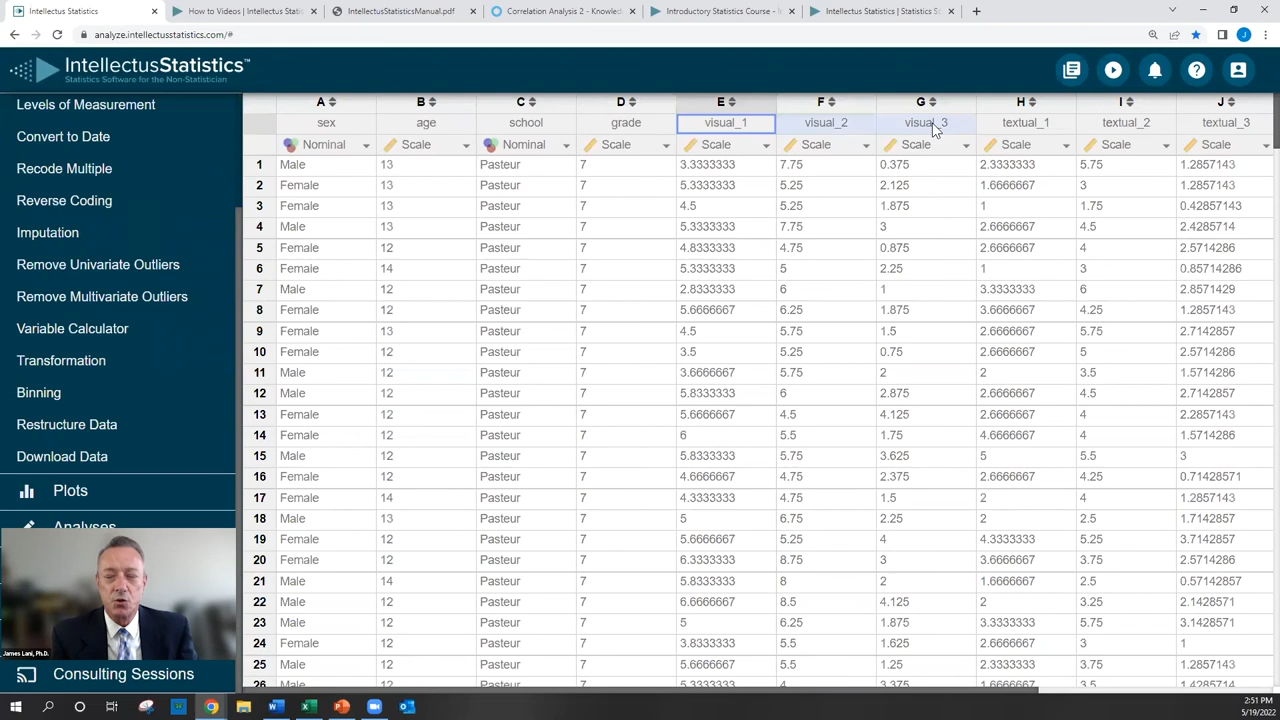 Intellectus Statistics
How to Videos | Intellectus Statis
IntellectusStatisticsManual.pdf
Correlation Analysis 2 - Knowled
Introductory Statistics Course - In
Intellectus Statistics | Statistics S
analyze.intellectusstatistics.com/#
J
IntellectusStatistics™
Statistics Software for the Non-Statistician
Levels of Measurement
Convert to Date
Recode Multiple
Reverse Coding
Imputation
Remove Univariate Outliers
Remove Multivariate Outliers
Variable Calculator
Transformation
Binning
Restructure Data
Download Data
Plots
Analyses
James Lani, Ph.D.
Consulting Sessions
A B C D E F G H I J
sex age school grade visual_1 visual_2 visual_3 textual_1 textual_2 textual_3
Nominal Scale Nominal Scale Scale Scale Scale Scale Scale Scale
1 Male 13 Pasteur 7 3.3333333 7.75 0.375 2.3333333 5.75 1.2857143
2 Female 13 Pasteur 7 5.3333333 5.25 2.125 1.6666667 3 1.2857143
3 Female 13 Pasteur 7 4.5 5.25 1.875 1 1.75 0.42857143
4 Male 13 Pasteur 7 5.3333333 7.75 3 2.6666667 4.5 2.4285714
5 Female 12 Pasteur 7 4.8333333 4.75 0.875 2.6666667 4 2.5714286
6 Female 14 Pasteur 7 5.3333333 5 2.25 1 3 0.85714286
7 Male 12 Pasteur 7 2.8333333 6 1 3.3333333 6 2.8571429
8 Female 12 Pasteur 7 5.6666667 6.25 1.875 3.6666667 4.25 1.2857143
9 Female 13 Pasteur 7 4.5 5.75 1.5 2.6666667 5.75 2.7142857
10 Female 12 Pasteur 7 3.5 5.25 0.75 2.6666667 5 2.5714286
11 Male 12 Pasteur 7 3.6666667 5.75 2 2 3.5 1.5714286
12 Male 12 Pasteur 7 5.8333333 6 2.875 2.6666667 4.5 2.7142857
13 Female 12 Pasteur 7 5.6666667 4.5 4.125 2.6666667 4 2.2857143
14 Female 12 Pasteur 7 6 5.5 1.75 4.6666667 4 1.5714286
15 Male 12 Pasteur 7 5.8333333 5.75 3.625 5 5.5 3
16 Female 12 Pasteur 7 4.6666667 4.75 2.375 2.6666667 4.25 0.71428571
17 Female 14 Pasteur 7 4.3333333 4.75 1.5 2 4 1.2857143
18 Male 13 Pasteur 7 5 6.75 2.25 2 2.5 1.7142857
19 Female 12 Pasteur 7 5.6666667 5.25 4 4.3333333 5.25 3.7142857
20 Female 12 Pasteur 7 6.3333333 8.75 3 3.6666667 3.75 2.5714286
21 Male 14 Pasteur 7 5.8333333 8 2 1.6666667 2.5 0.57142857
22 Male 12 Pasteur 7 6.6666667 8.5 4.125 2 3.25 2.1428571
23 Male 12 Pasteur 7 5 6.25 1.875 3.3333333 5.75 3.1428571
24 Female 12 Pasteur 7 3.8333333 5.5 1.625 2.6666667 3 1
25 Male 12 Pasteur 7 5.6666667 5.5 1.25 2.3333333 3.75 1.2857143
26 Male 12 Pasteur 7 5.3333333 4 3.375 2.6666667 4.5 1.4285714
2:51 PM
5/19/2022